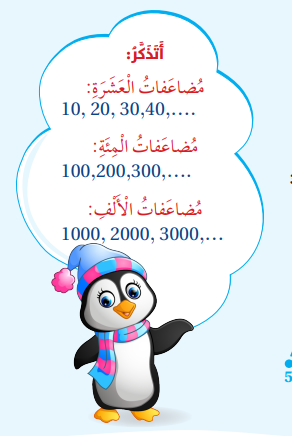 أَتَذَكَّرُ:
مُضاعَفاتُ الْعَشَرَةِ:
10, 20, 30,40,....
مُضاعَفاتُ الْمِئَةِ:
100,200,300,....
مُضاعَفاتُ الْأَلْفِ:
1000, 2000, 3000,...
5